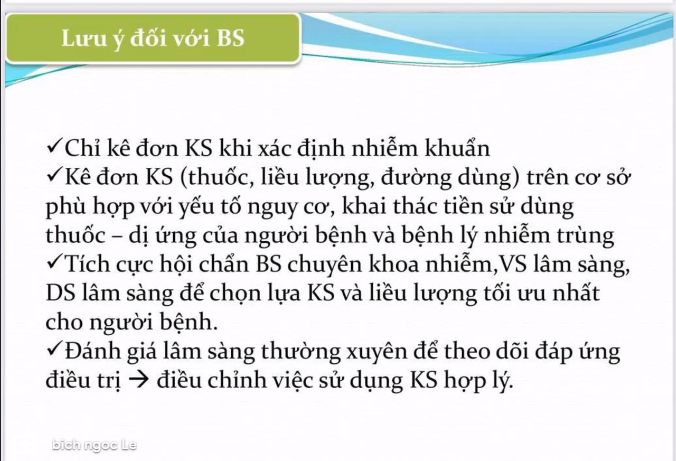 Lưu ý đối với BS
✓Chỉ kê đơn KS khi xác định nhiễm khuẩn
✓Kê đơn KS (thuốc, liều lượng, đường dùng) trên cơ sở
phù hợp với yếu tố nguy cơ, khai thác tiền sử dùng
thuốc – dị ứng của người bệnh và bệnh lý nhiễm trùng
✓Tích cực hội chẩn BS chuyên khoa nhiễm,VS lâm sàng,
DS lâm sàng để chọn lựa KS và liều lượng tối ưu nhất
cho người bệnh.
✓Đánh giá lâm sàng thường xuyên để theo dõi đáp ứng
điều trị → điều chỉnh việc sử dụng KS hợp lý.
bich ngoc Le